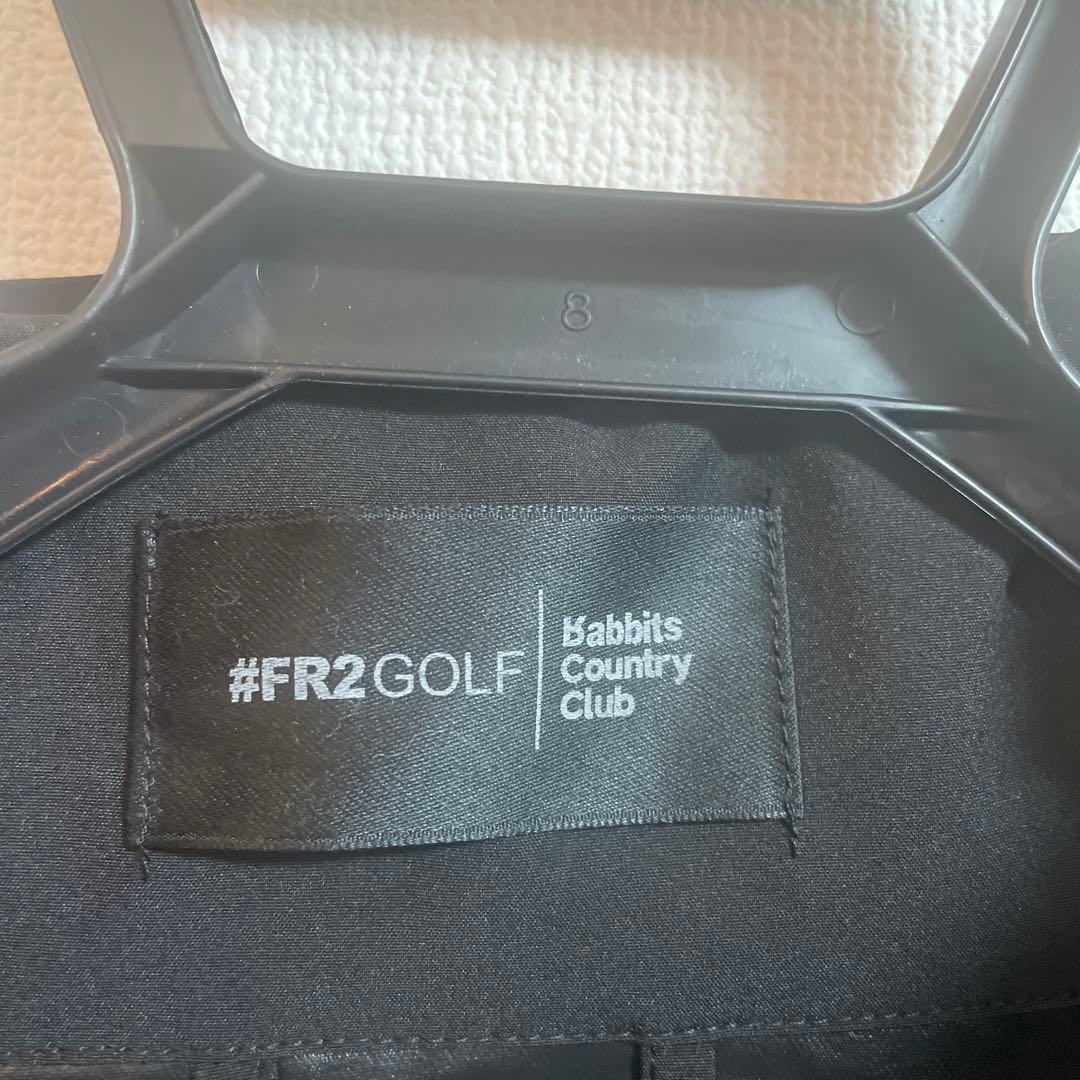 8
#FR2GOLF
Rabbits
Country
Club